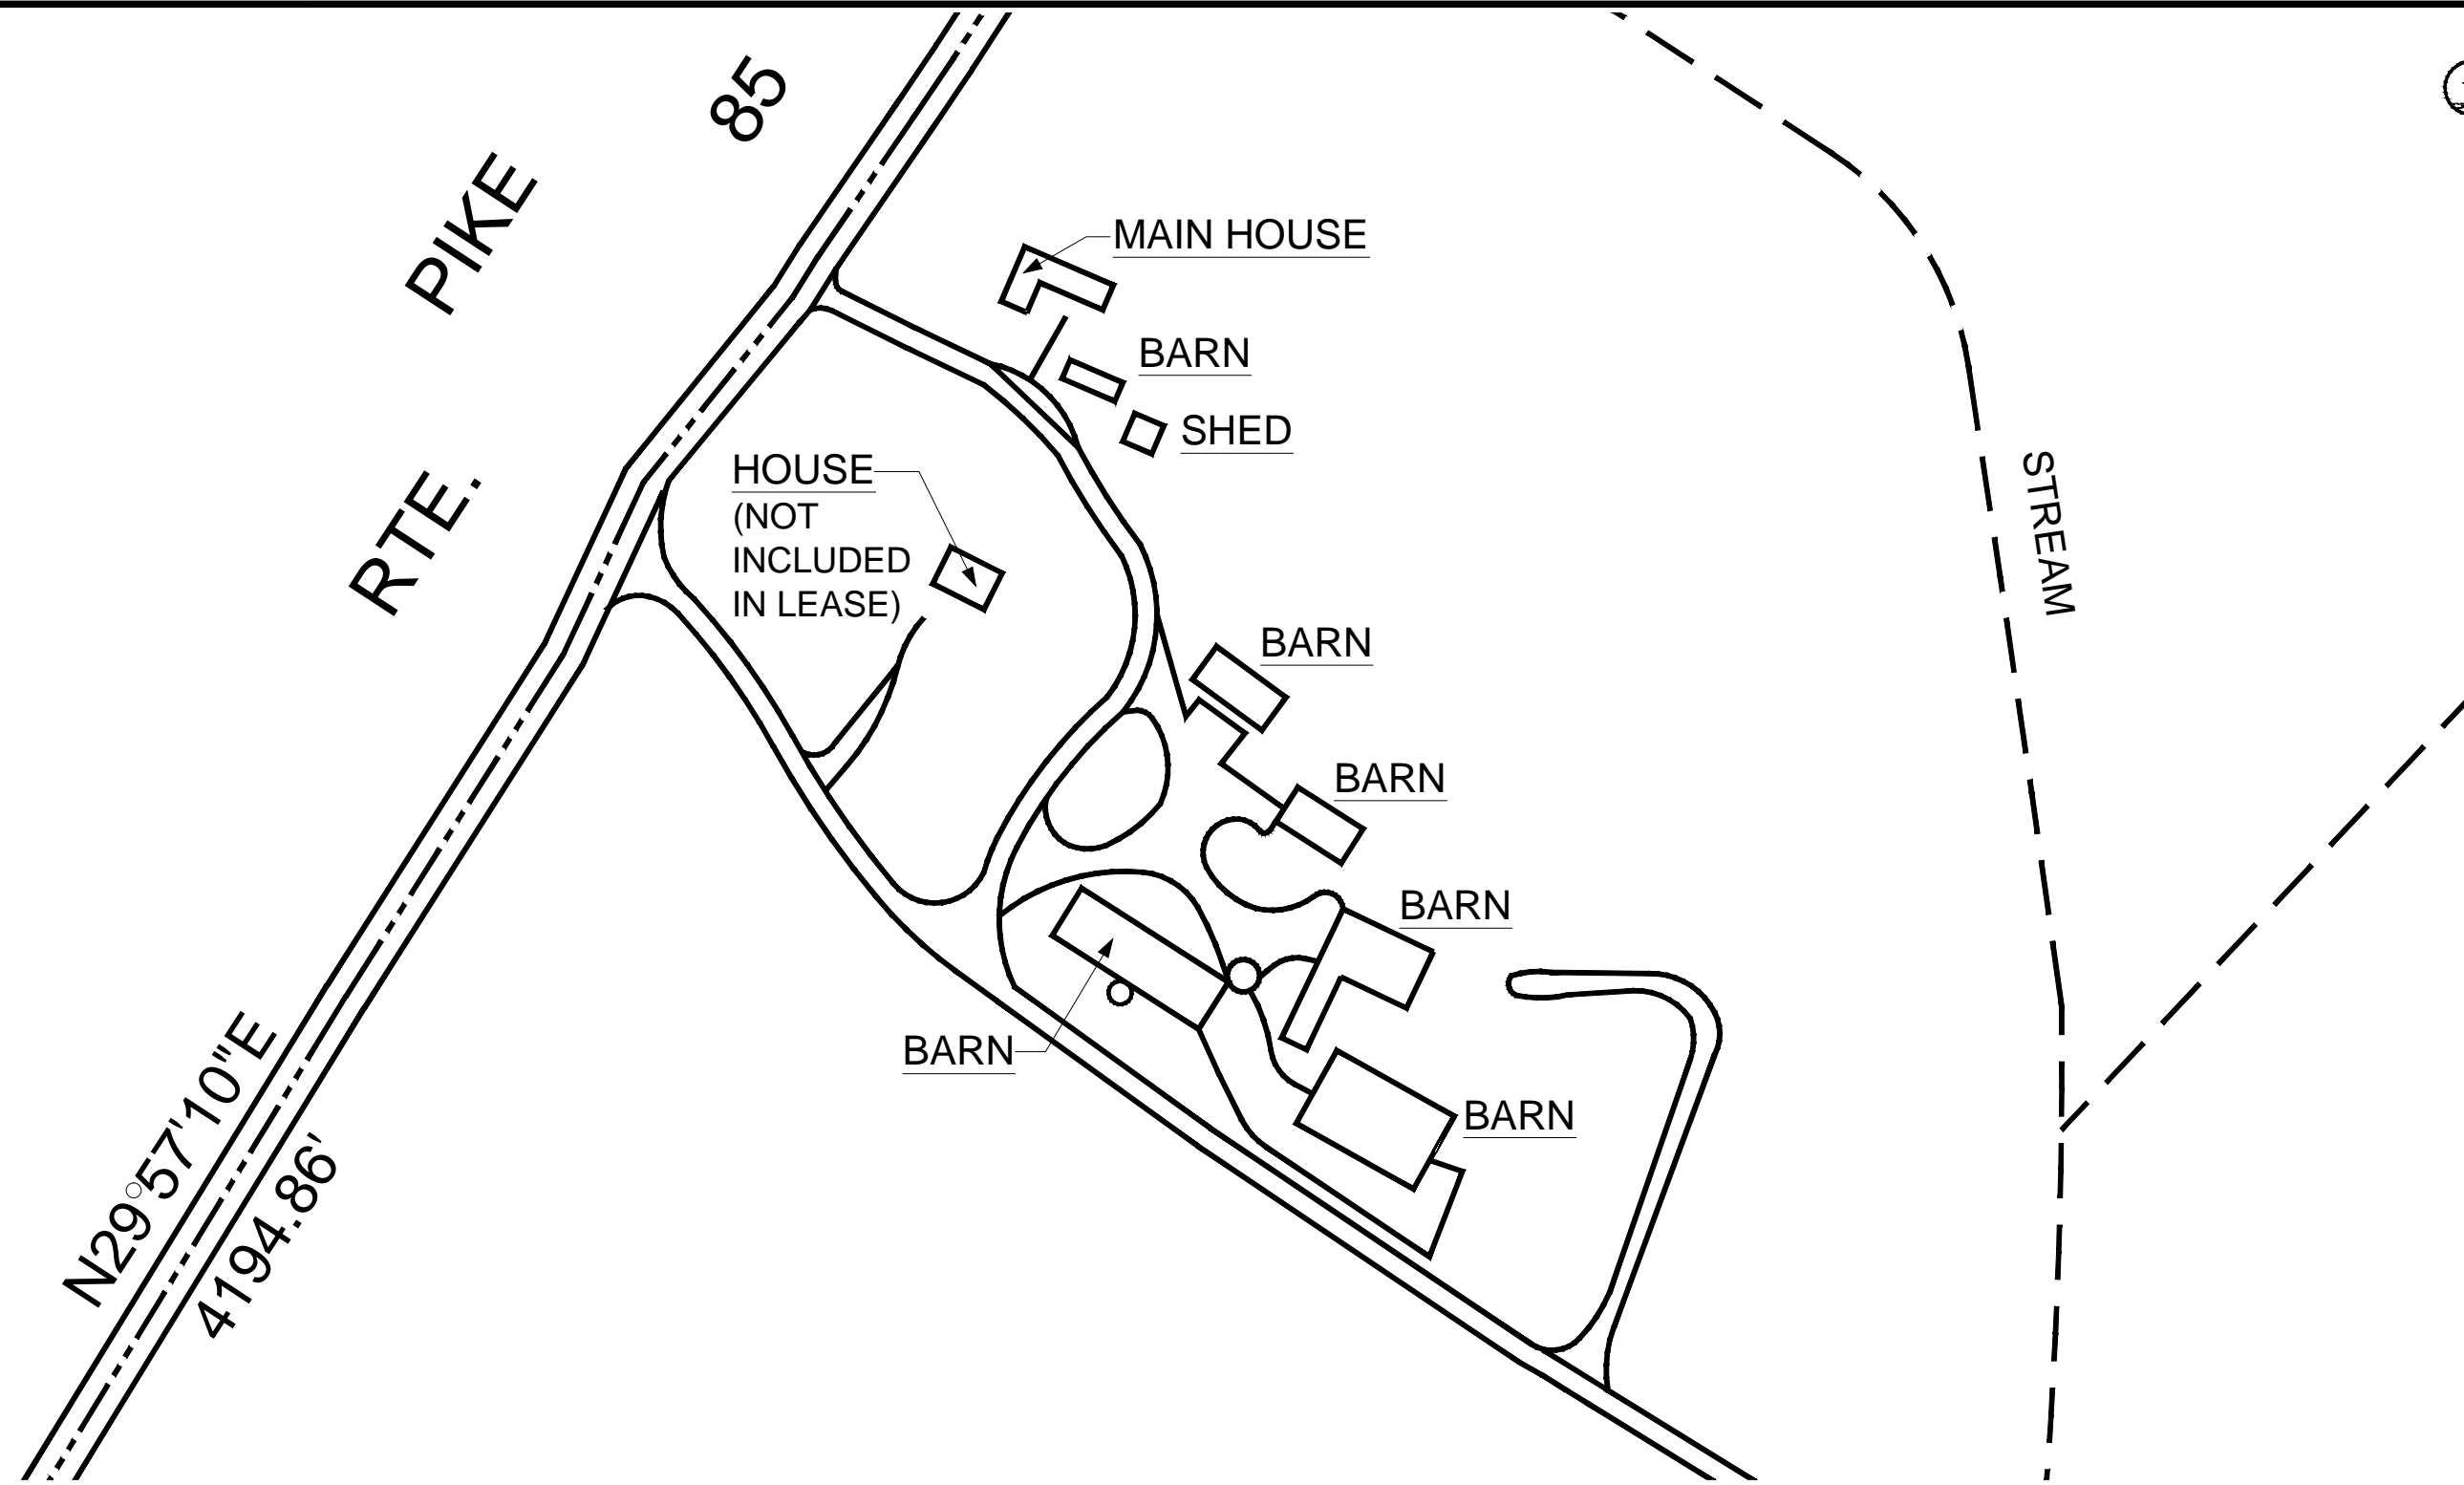 85
PIKE
RTE.
MAIN HOUSE
BARN
SHED
HOUSE
(NOT
INCLUDED
IN LEASE)
STREAM
BARN
BARN
BARN
BARN
BARN
N29°57'10"E
4194.86'